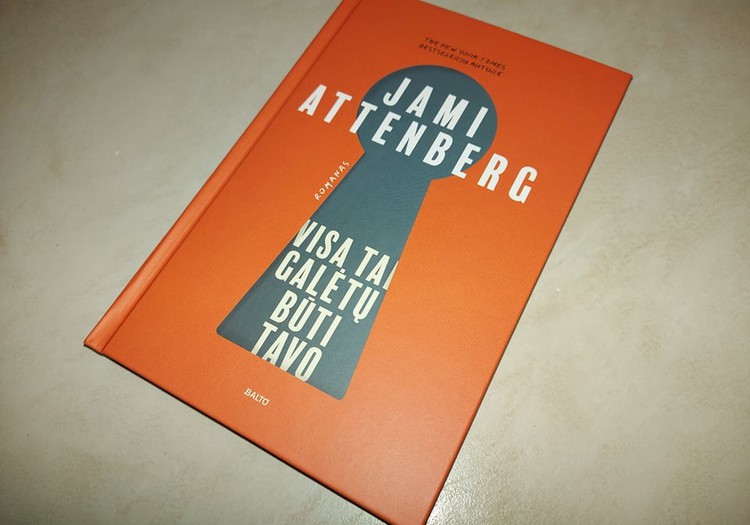 THE NEW YORK TIMES
BESTSELERIŲ AUTORĖ
JAMI
ATTENBERG
ROMANAS
VISA TAI
GALĖTŲ
BŪTI
TAVO
BALTO